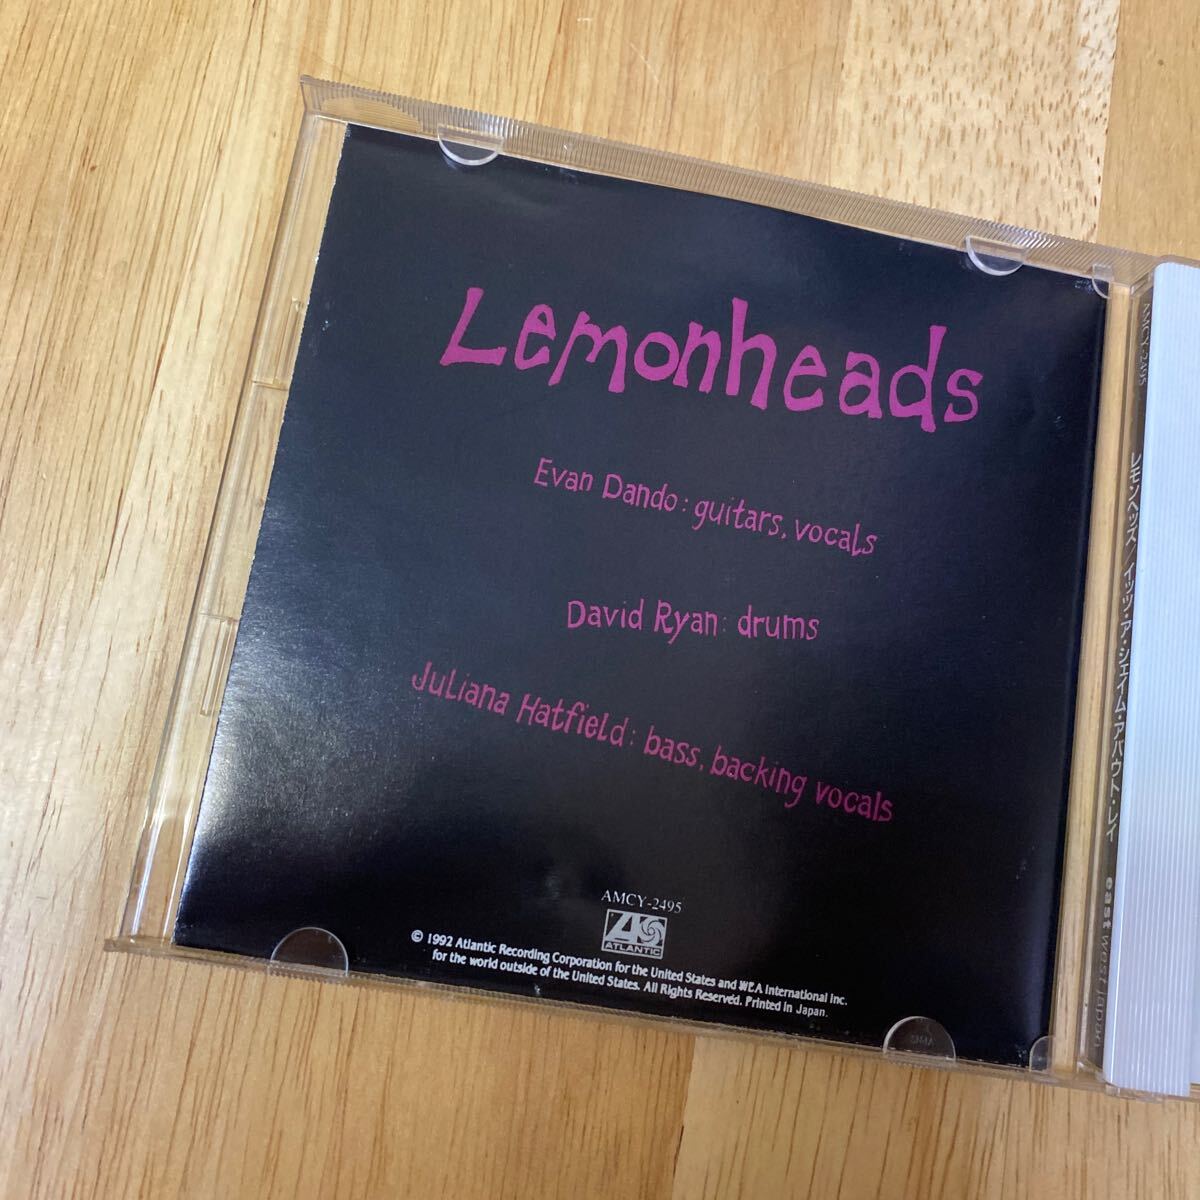 Lemonheads
Evan Dando: guitars, vocals
David Ryan: drums
Juliana Hatfield: bass, backing vocals
AMCY-2495
ATLANTIC
© 1992 Atlantic Recording Corporation for the United States and WEA International Inc.
for the world outside of the United States. All Rights Reserved. Printed in Japan.
AMCY-2495
レモンヘッズ/イッツ・ア・シェイム・アバウト・レイ
east west japan